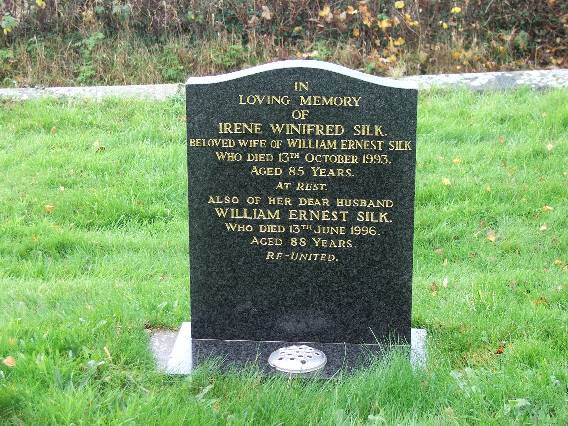 IN
LOVING MEMORY
OF
IRENE WINIFRED SILK.
BELOVED WIFE OF WILLIAM ERNEST SILK
WHO DIED 13TH OCTOBER 1993.
AGED 85 YEARS.
AT REST.
ALSO OF HER DEAR HUSBAND
WILLIAM ERNEST SILK.
WHO DIED 13TH JUNE 1996.
AGED 88 YEARS
RE-UNITED.